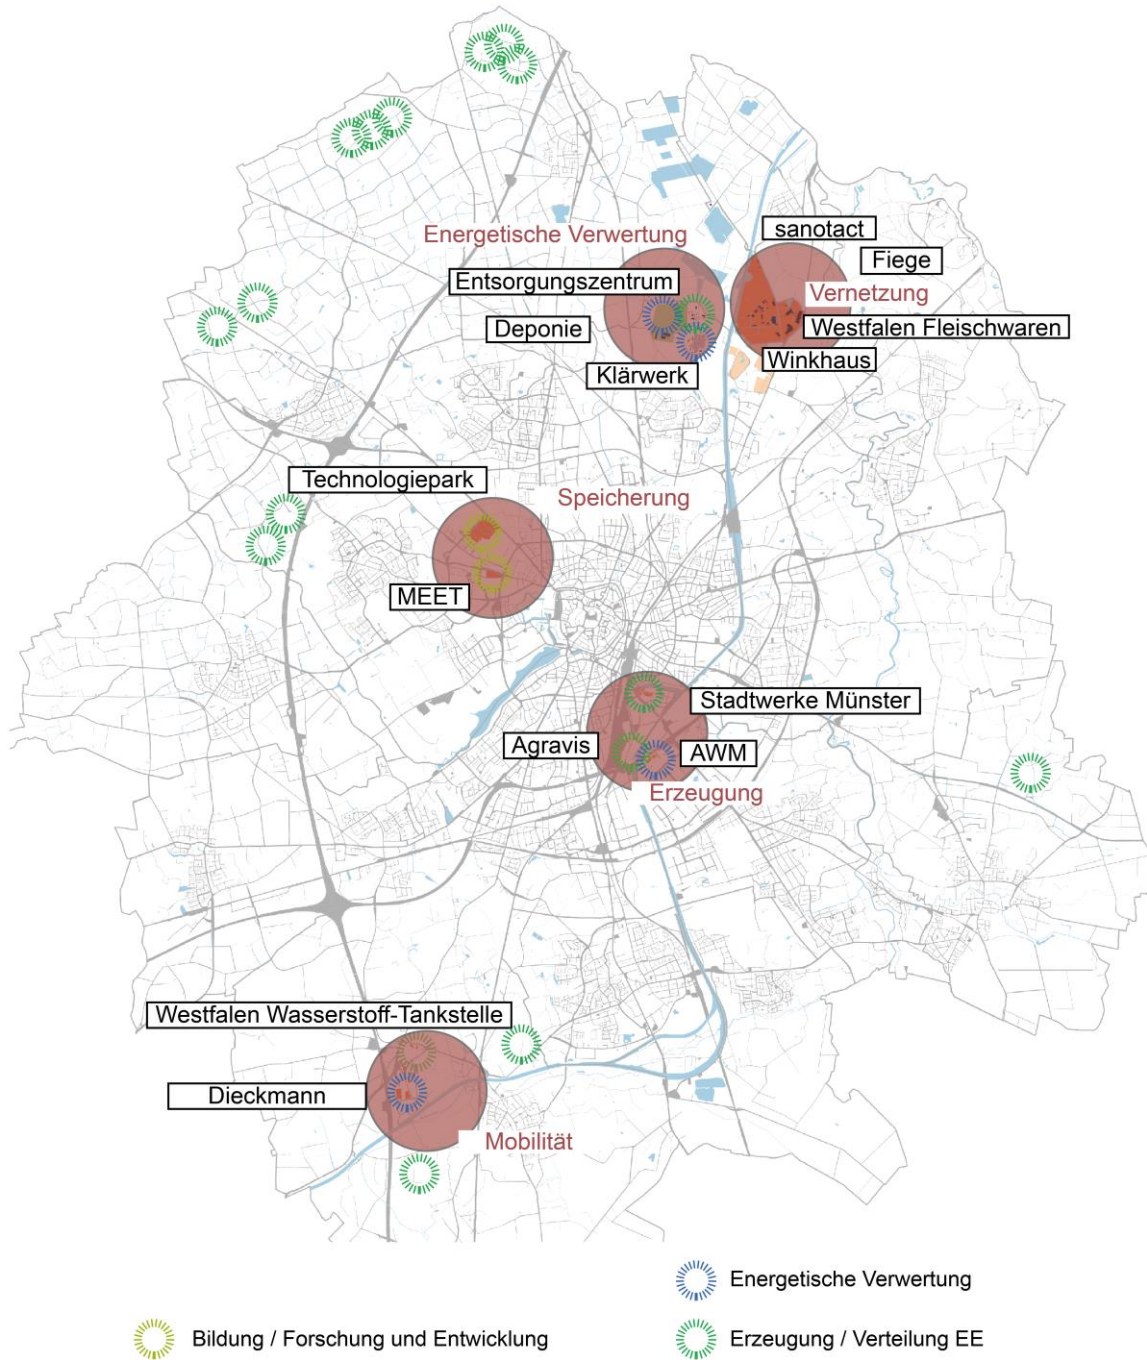 sanotact
Energetische Verwertung
Fiege
Entsorgungszentrum
Vernetzung
Deponie
Westfalen Fleischwaren
Winkhaus
Klärwerk
Technologiepark
Speicherung
MEET
Stadtwerke Münster
Agravis
AWM
Erzeugung
Westfalen Wasserstoff-Tankstelle
Dieckmann
Mobilität
Energetische Verwertung
Bildung / Forschung und Entwicklung
Erzeugung / Verteilung EE